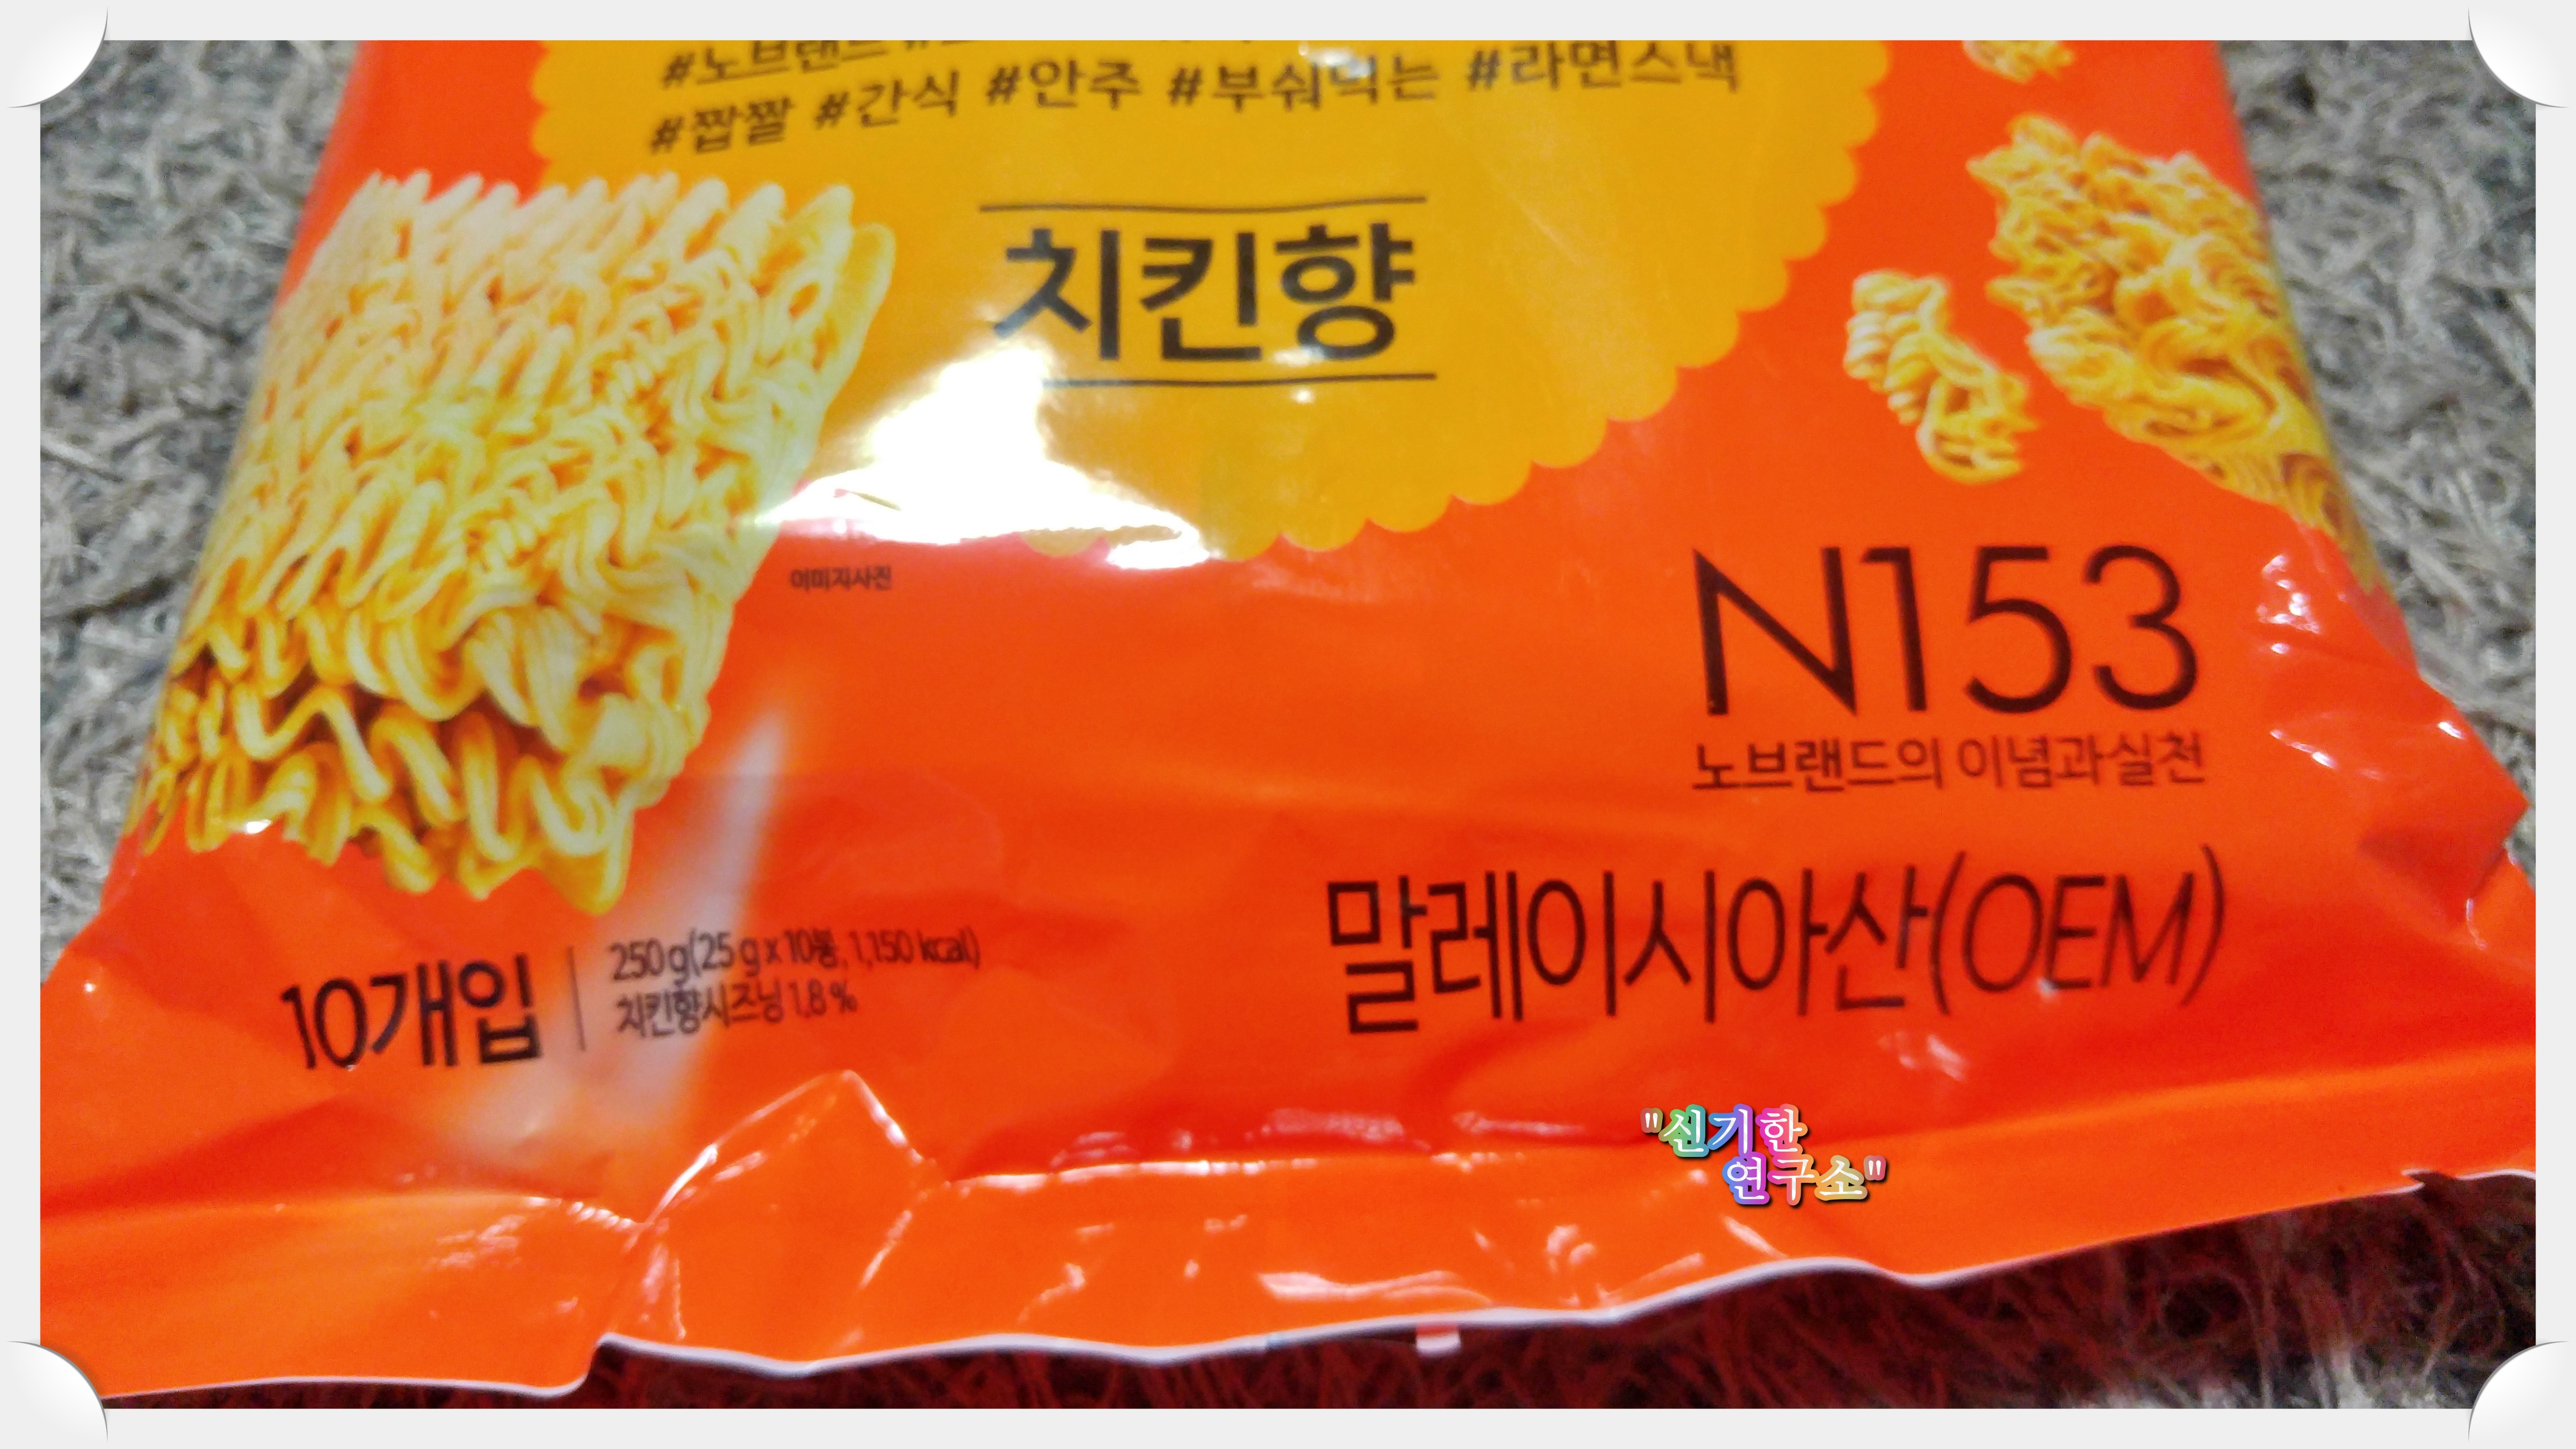 #노브랜드
#짭짤 #간식 #안주 #부숴먹는 #라면스낵
치킨향
이미지사진
N153
노브랜드의 이념과실천
말레이시아산(OEM)
10개입
250g(25g x 10봉, 1,150 kcal)
치킨향시즈닝 1.8 %
"신기한
연구소"